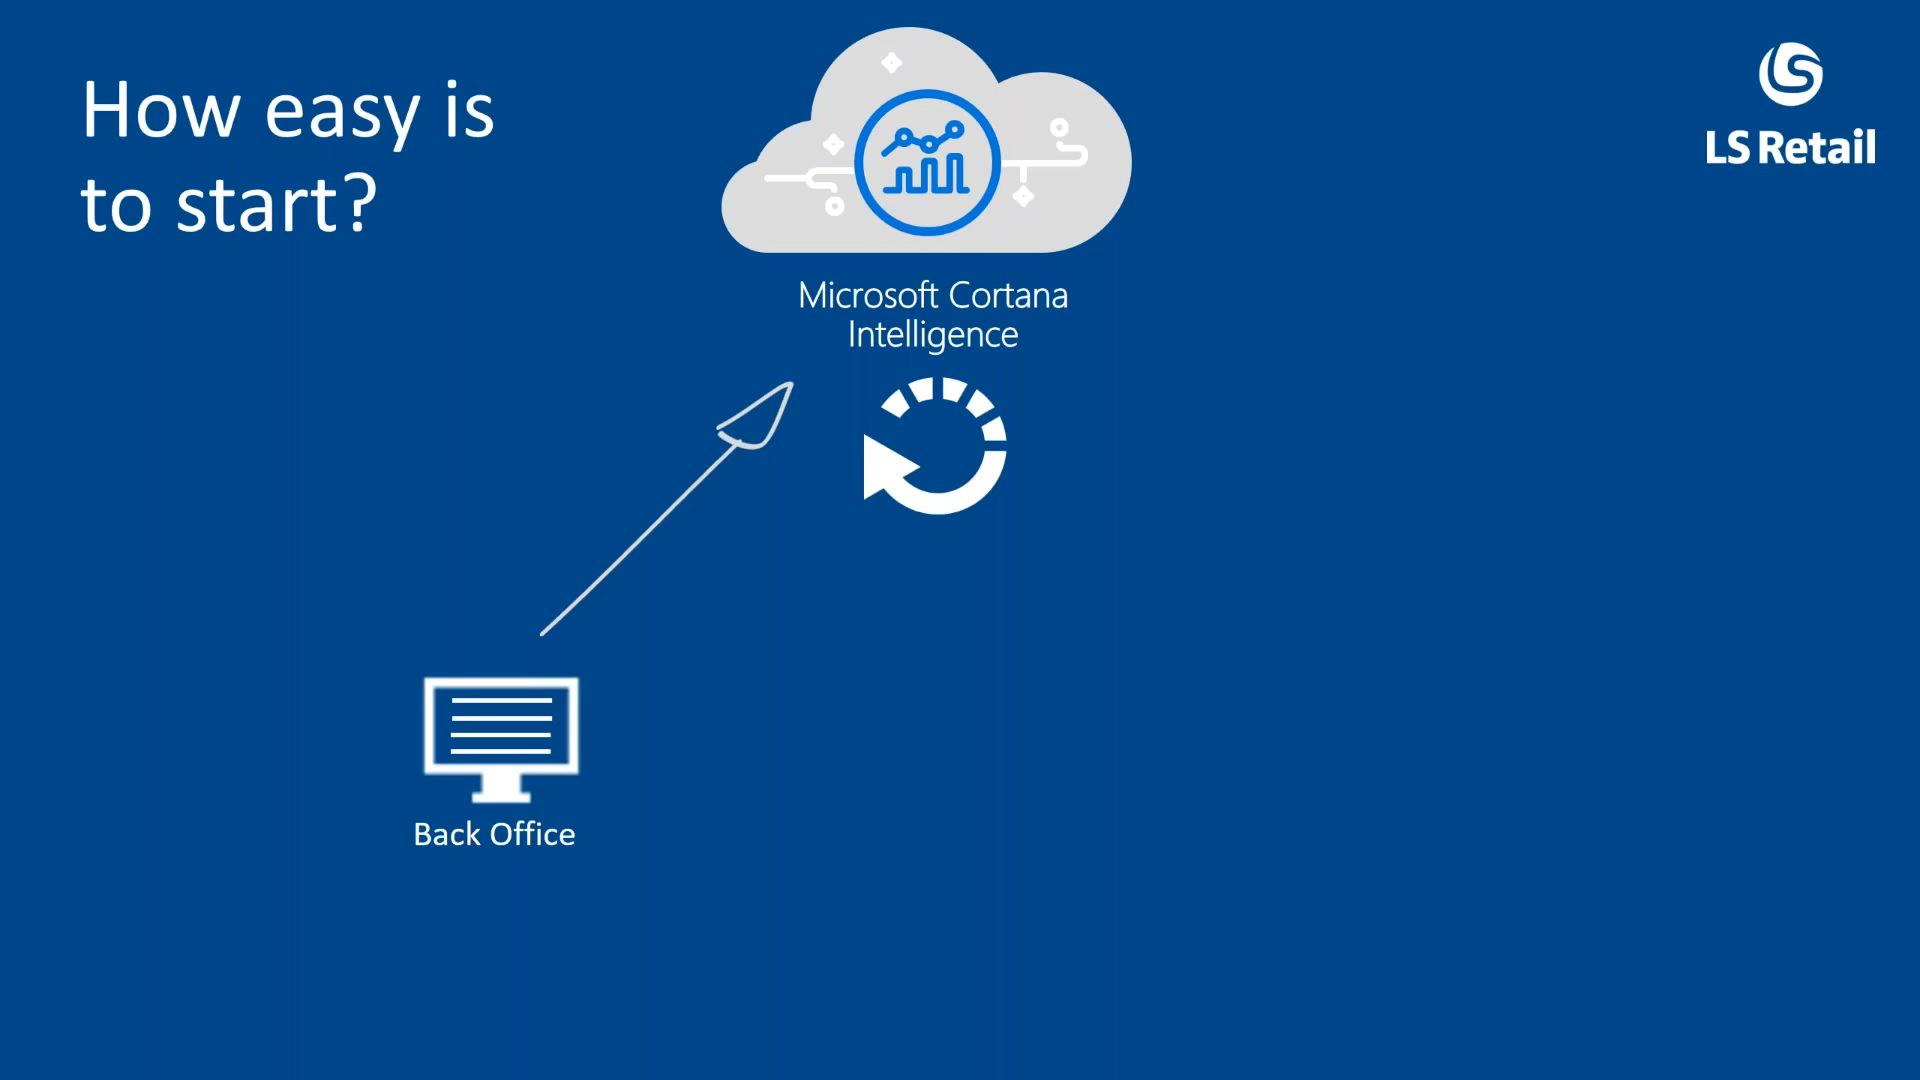 How easy is
to start?
LS Retail
Microsoft Cortana
Intelligence
Back Office